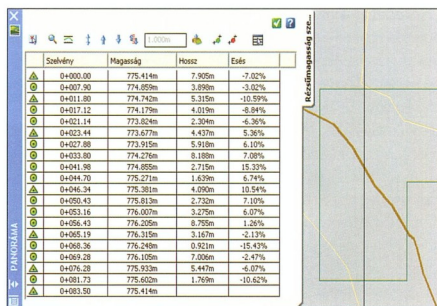 1.000m
Szelvény Magasság Hossz Esés
0+000.00 775.414m 7.905m -7.02%
0+007.90 774.859m 3.898m -3.02%
0+011.80 774.742m 5.315m -10.59%
0+017.12 774.179m 4.019m -8.84%
0+021.14 773.824m 2.304m -6.36%
0+023.44 773.677m 4.437m 5.36%
0+027.88 773.915m 5.918m 6.10%
0+033.80 774.276m 8.188m 7.08%
0+041.98 774.855m 2.715m 15.33%
0+044.70 775.271m 1.639m 6.74%
0+046.34 775.381m 4.090m 10.54%
0+050.43 775.813m 2.732m 7.10%
0+053.16 776.007m 3.275m 6.07%
0+056.43 776.205m 8.755m 1.26%
0+065.19 776.315m 3.167m -2.13%
0+068.36 776.248m 0.921m -15.43%
0+069.28 776.105m 7.006m -2.47%
0+076.28 775.933m 5.447m -6.07%
0+081.73 775.602m 1.769m -10.62%
0+083.50 775.414m
Rézsűmagasság sze...
PANORÁMA